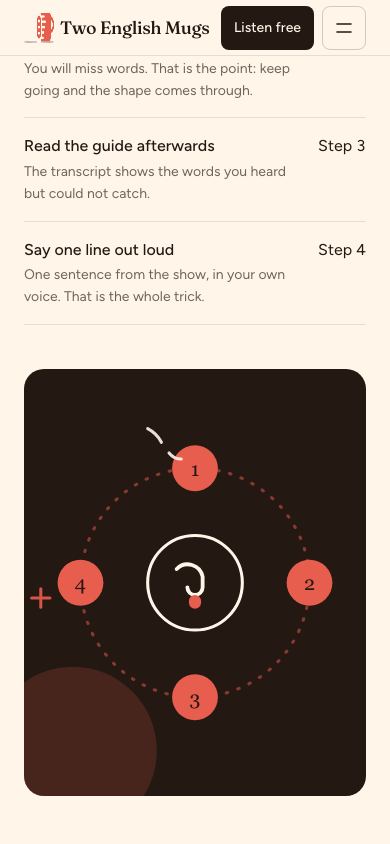 Two English Mugs
Listen free
You will miss words. That is the point: keep
going and the shape comes through.
Read the guide afterwards
Step 3
The transcript shows the words you heard
but could not catch.
Say one line out loud
Step 4
One sentence from the show, in your own
voice. That is the whole trick.
1
4
2
3